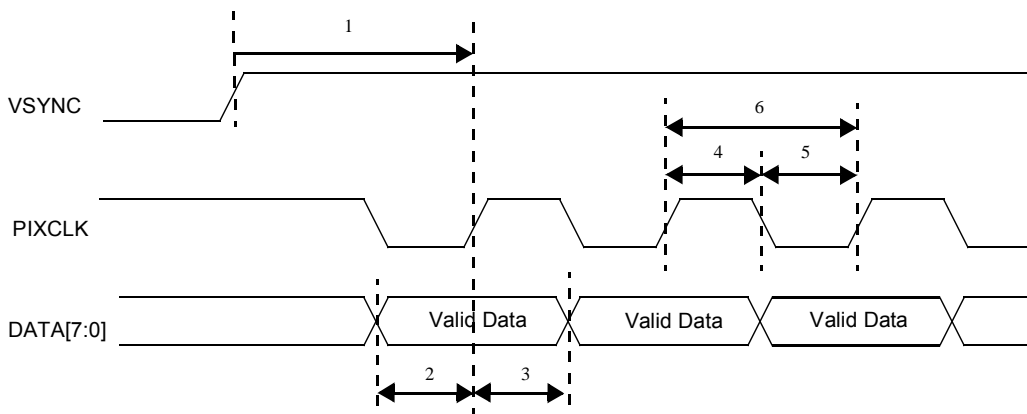 1
VSYNC
6
4 5
PIXCLK
DATA[7:0] Valid Data Valid Data Valid Data
2 3